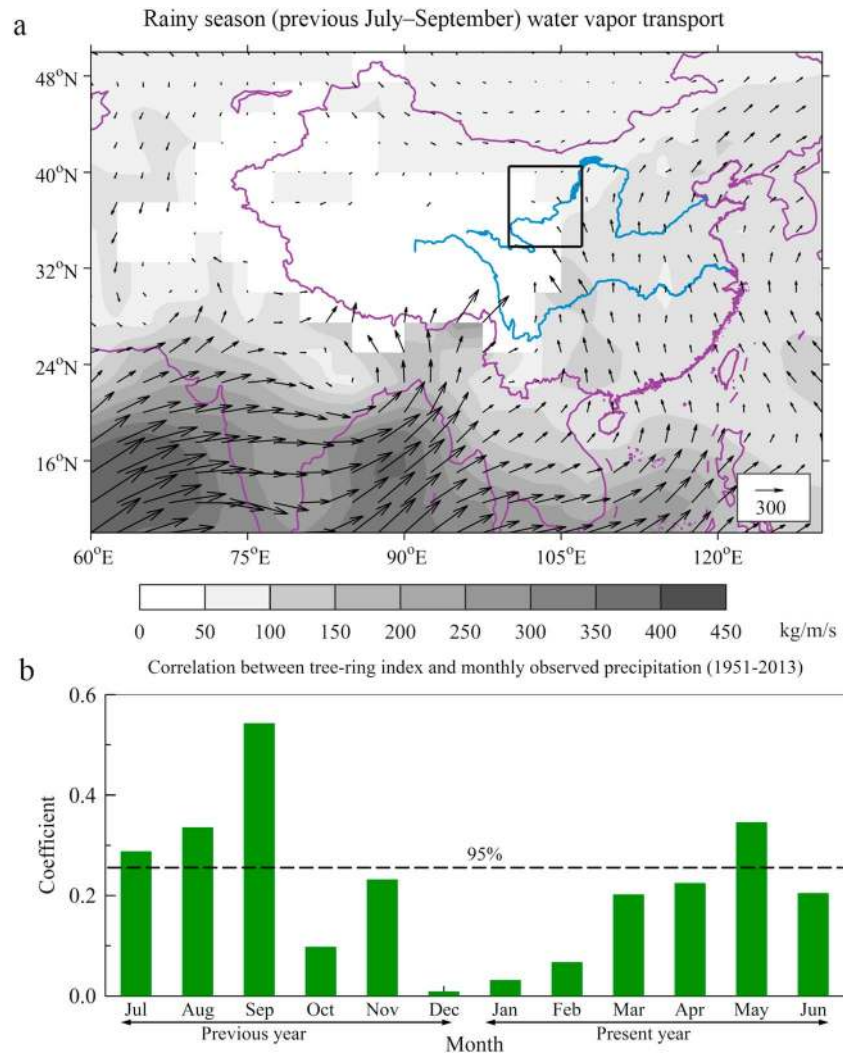 a
Rainy season (previous July–September) water vapor transport
48°N
40°N
32°N
24°N
16°N
300
60°E 75°E 90°E 105°E 120°E
0 50 100 150 200 250 300 350 400 450 kg/m/s
b
Correlation between tree-ring index and monthly observed precipitation (1951-2013)
0.6
0.4
0.2
0.0
Coefficient
95%
Jul Aug Sep Oct Nov Dec Jan Feb Mar Apr May Jun
Previous year Present year
Month